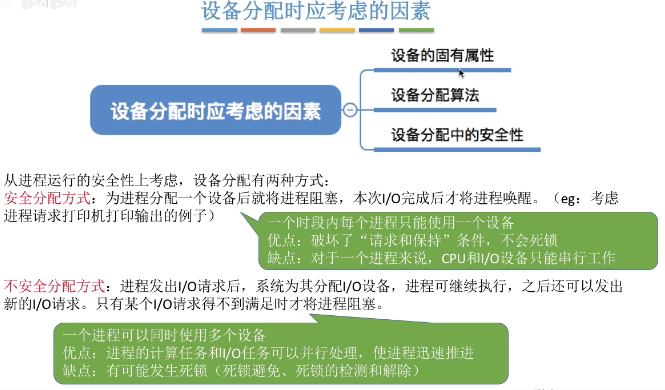 设备分配时应考虑的因素
设备的固有属性
设备分配时应考虑的因素
设备分配算法
设备分配中的安全性
从进程运行的安全性上考虑，设备分配有两种方式：
安全分配方式：为进程分配一个设备后就将进程阻塞，本次I/O完成后才将进程唤醒。（eg：考虑
进程请求打印机打印输出的例子）
一个时段内每个进程只能使用一个设备
优点：破坏了“请求和保持”条件，不会死锁
缺点：对于一个进程来说，CPU和I/O设备只能串行工作
不安全分配方式：进程发出I/O请求后，系统为其分配I/O设备，进程可继续执行，之后还可以发出
新的I/O请求。只有某个I/O请求得不到满足时才将进程阻塞。
一个进程可以同时使用多个设备
优点：进程的计算任务和I/O任务可以并行处理，使进程迅速推进
缺点：有可能发生死锁（死锁避免、死锁的检测和解除）